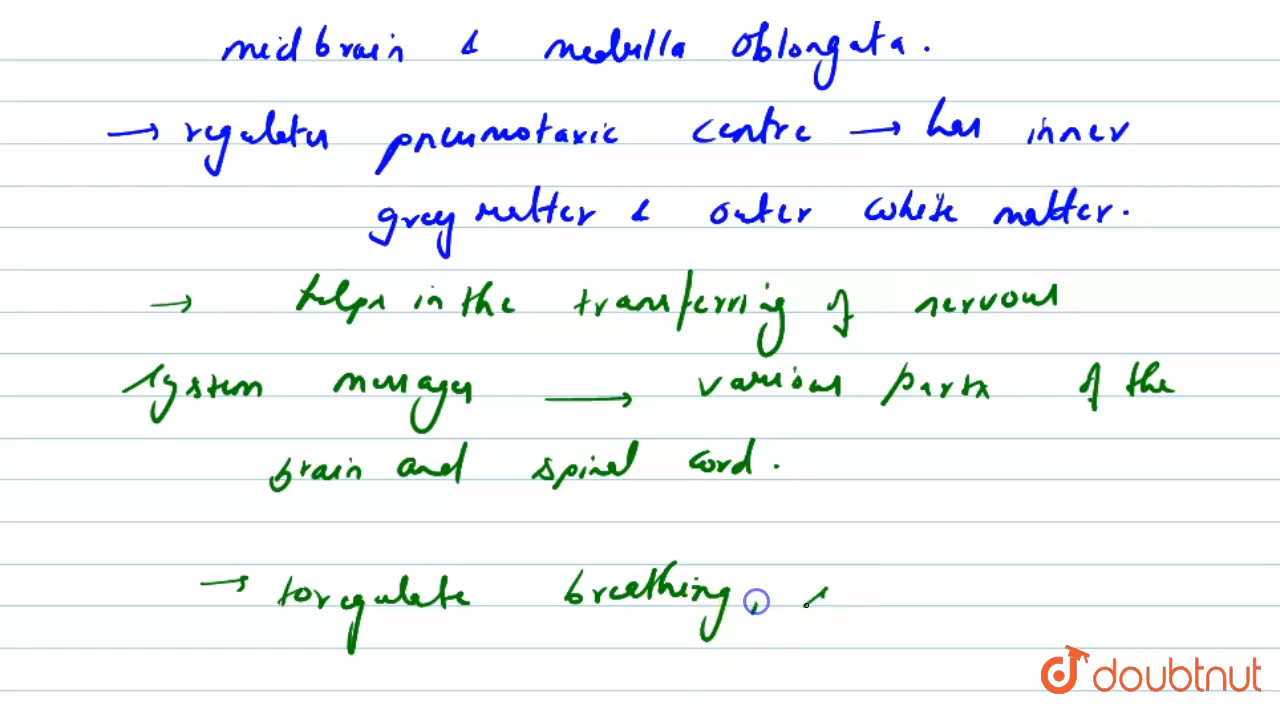 midbrain & medulla oblongata.
→ regulates pneumotaxic centre → has inner
grey matter & outer white matter.
→ helps in the transferring of nervous
system messages → various parts of the
brain and spinal cord.
→ to regulate breathing,
doubtnut